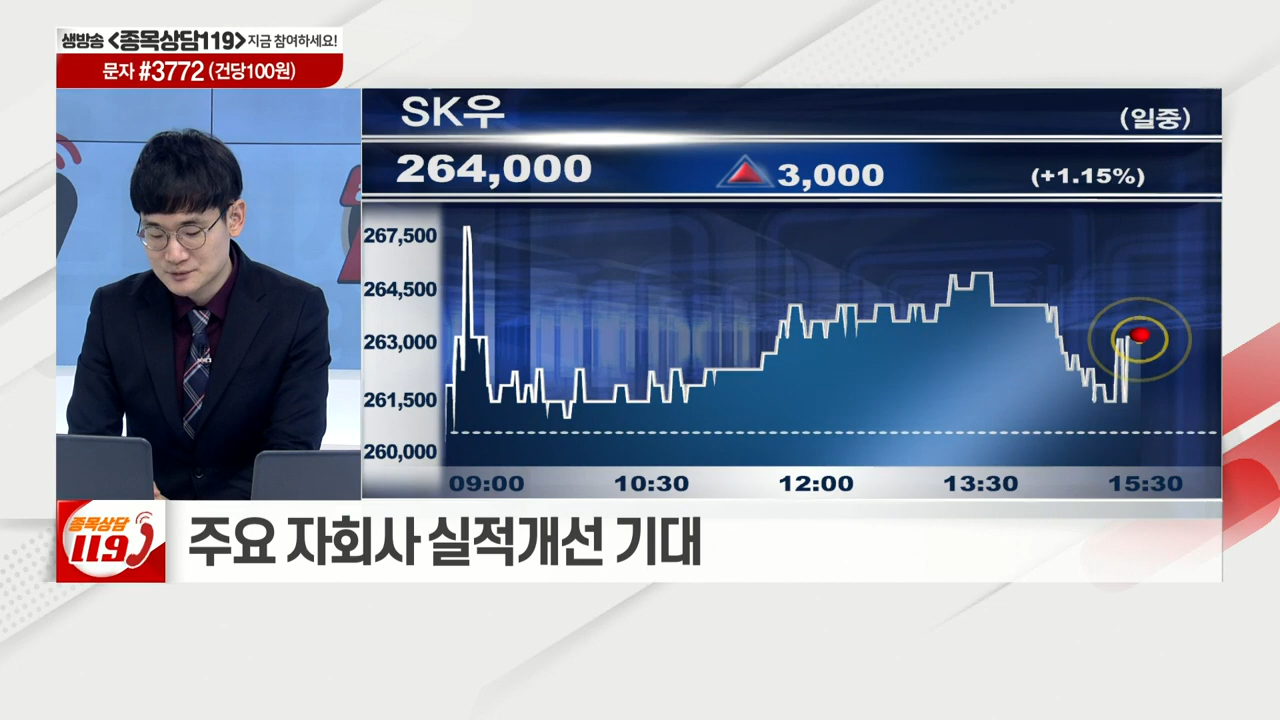 생방송 <종목상담119> 지금 참여하세요!
문자 #3772 (건당100원)
SK우
(일중)
264,000 ▲ 3,000 (+1.15%)
267,500
264,500
263,000
261,500
260,000
09:00 10:30 12:00 13:30 15:30
종목상담
119
주요 자회사 실적개선 기대